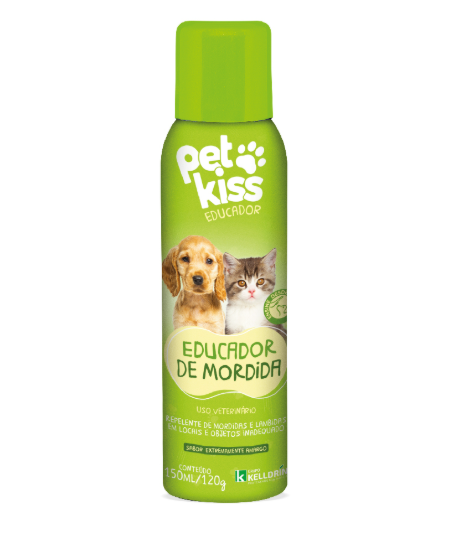 pet
kiss
EDUCADOR
EDUCADOR
DE MORDIDA
USO VETERINÁRIO
REPELENTE DE MORDIDAS E LAMBIDAS
EM LOCAIS E OBJETOS INADEQUADOS
SABOR EXTREMAMENTE AMARGO
CONTEÚDO
150ML/120g
KELLDRIN